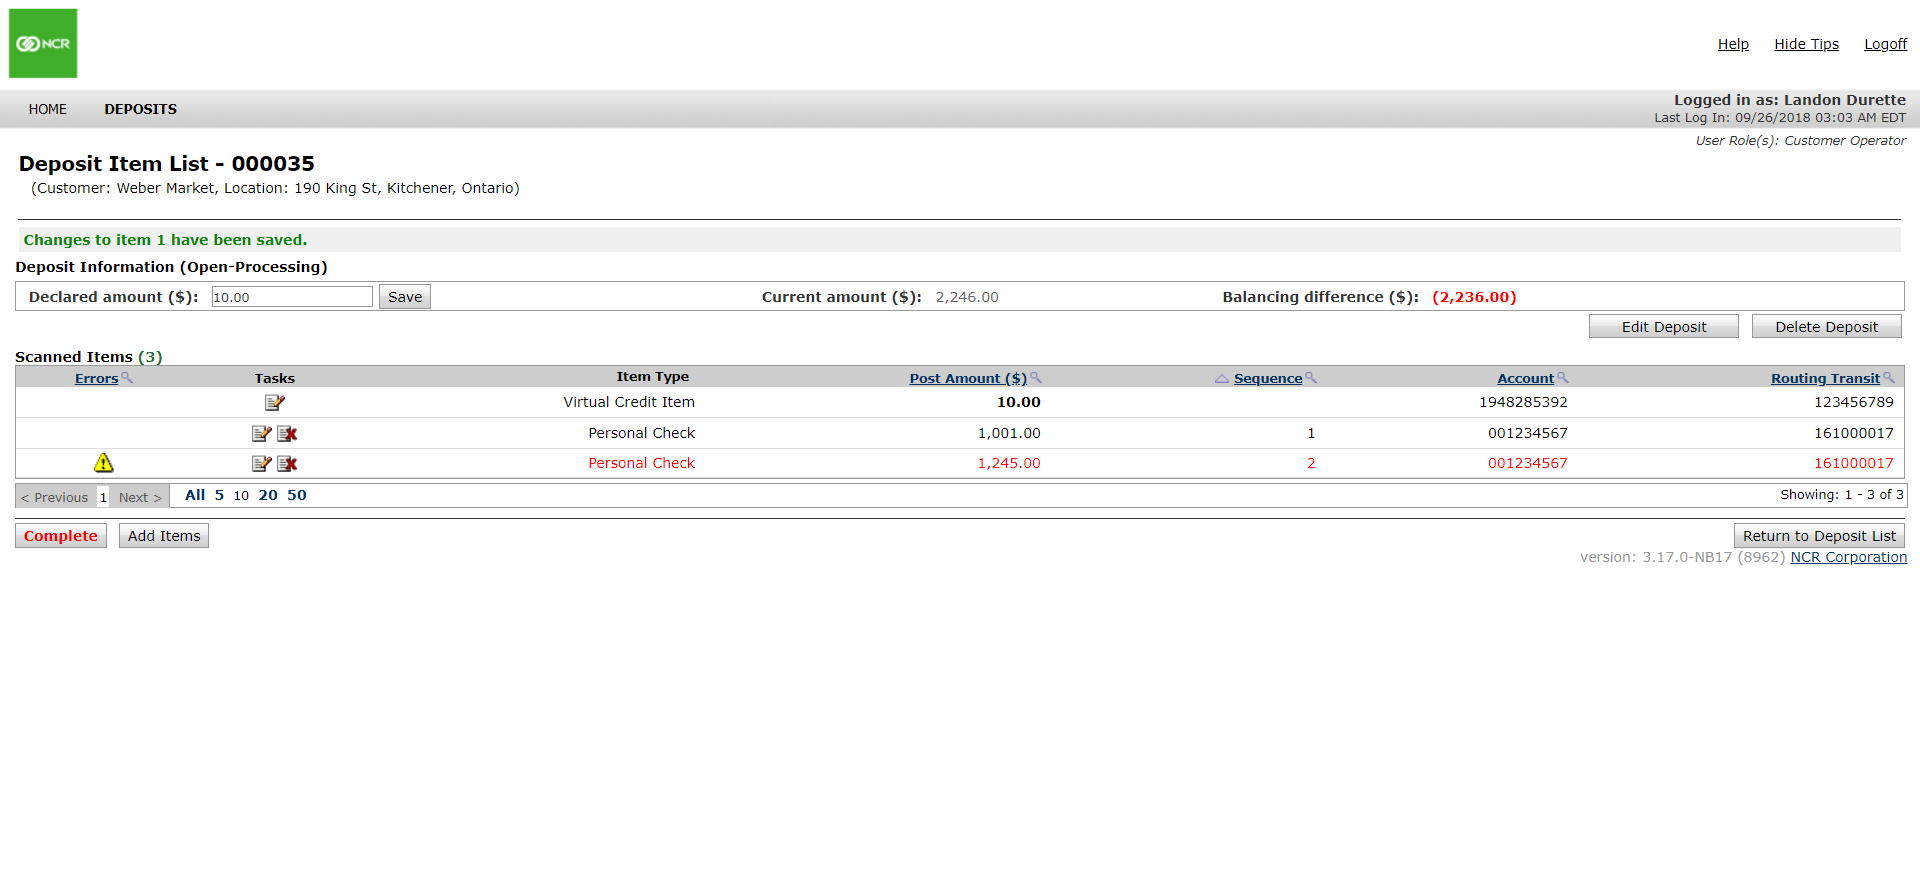 NCR
Help Hide Tips Logoff
HOME DEPOSITS
Logged in as: Landon Durette
Last Log In: 09/26/2018 03:03 AM EDT
User Role(s): Customer Operator
Deposit Item List - 000035
(Customer: Weber Market, Location: 190 King St, Kitchener, Ontario)
Changes to item 1 have been saved.
Deposit Information (Open-Processing)
Declared amount ($): 10.00 Save Current amount ($): 2,246.00 Balancing difference ($): (2,236.00)
Edit Deposit Delete Deposit
Scanned Items (3)
Errors Tasks Item Type Post Amount ($) Sequence Account Routing Transit
Virtual Credit Item 10.00 1948285392 123456789
Personal Check 1,001.00 1 001234567 161000017
Personal Check 1,245.00 2 001234567 161000017
< Previous 1 Next > All 5 10 20 50 Showing: 1 - 3 of 3
Complete Add Items Return to Deposit List
version: 3.17.0-NB17 (8962) NCR Corporation